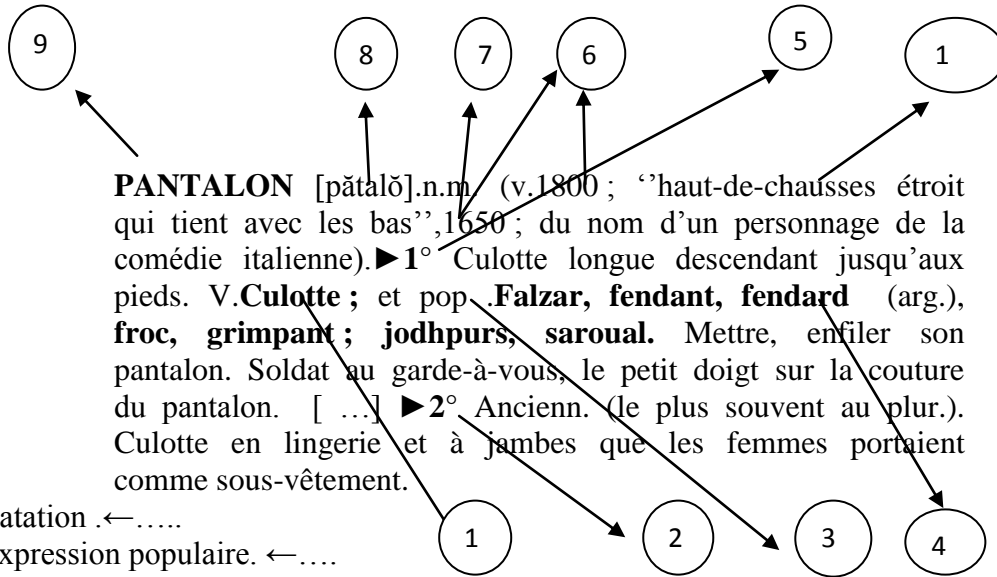 9 8 7 6 5 1
PANTALON [pătalŏ].n.m. (v.1800 ; ‘’haut-de-chausses étroit
qui tient avec les bas’’,1650 ; du nom d’un personnage de la
comédie italienne).►1° Culotte longue descendant jusqu’aux
pieds. V.Culotte ; et pop .Falzar, fendant, fendard (arg.),
froc, grimpant ; jodhpurs, saroual. Mettre, enfiler son
pantalon. Soldat au garde-à-vous, le petit doigt sur la couture
du pantalon. [ …] ►2° Ancienn. (le plus souvent au plur.).
Culotte en lingerie et à jambes que les femmes portaient
comme sous-vêtement.
atation .←…..
xpression populaire. ←….
1 2 3 4